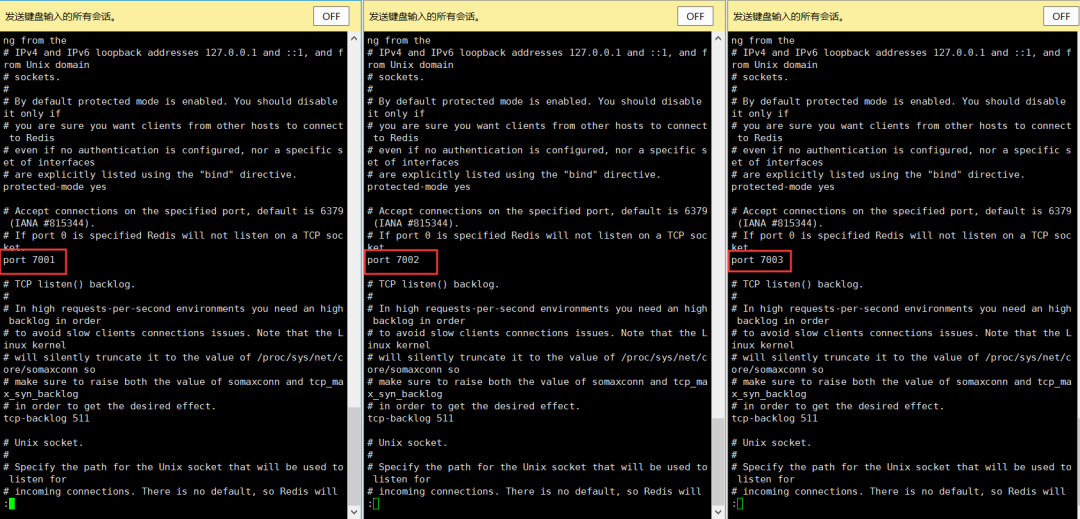 发送键盘输入的所有会话。
OFF
ng from the
# IPv4 and IPv6 loopback addresses 127.0.0.1 and ::1, and f
rom Unix domain
# sockets.
#
# By default protected mode is enabled. You should disable
it only if
# you are sure you want clients from other hosts to connect
to Redis
# even if no authentication is configured, nor a specific s
et of interfaces
# are explicitly listed using the "bind" directive.
protected-mode yes
# Accept connections on the specified port, default is 6379
(IANA #815344).
# If port 0 is specified Redis will not listen on a TCP soc
ket.
port 7001
# TCP listen() backlog.
#
# In high requests-per-second environments you need an high
backlog in order
# to avoid slow clients connections issues. Note that the L
inux kernel
# will silently truncate it to the value of /proc/sys/net/c
ore/somaxconn so
# make sure to raise both the value of somaxconn and tcp_ma
x_syn_backlog
# in order to get the desired effect.
tcp-backlog 511
# Unix socket.
#
# Specify the path for the Unix socket that will be used to
listen for
# incoming connections. There is no default, so Redis will
:
发送键盘输入的所有会话。
OFF
ng from the
# IPv4 and IPv6 loopback addresses 127.0.0.1 and ::1, and f
rom Unix domain
# sockets.
#
# By default protected mode is enabled. You should disable
it only if
# you are sure you want clients from other hosts to connect
to Redis
# even if no authentication is configured, nor a specific s
et of interfaces
# are explicitly listed using the "bind" directive.
protected-mode yes
# Accept connections on the specified port, default is 6379
(IANA #815344).
# If port 0 is specified Redis will not listen on a TCP soc
ket.
port 7002
# TCP listen() backlog.
#
# In high requests-per-second environments you need an high
backlog in order
# to avoid slow clients connections issues. Note that the L
inux kernel
# will silently truncate it to the value of /proc/sys/net/c
ore/somaxconn so
# make sure to raise both the value of somaxconn and tcp_ma
x_syn_backlog
# in order to get the desired effect.
tcp-backlog 511
# Unix socket.
#
# Specify the path for the Unix socket that will be used to
listen for
# incoming connections. There is no default, so Redis will
:
发送键盘输入的所有会话。
OFF
ng from the
# IPv4 and IPv6 loopback addresses 127.0.0.1 and ::1, and f
rom Unix domain
# sockets.
#
# By default protected mode is enabled. You should disable
it only if
# you are sure you want clients from other hosts to connect
to Redis
# even if no authentication is configured, nor a specific s
et of interfaces
# are explicitly listed using the "bind" directive.
protected-mode yes
# Accept connections on the specified port, default is 6379
(IANA #815344).
# If port 0 is specified Redis will not listen on a TCP soc
ket.
port 7003
# TCP listen() backlog.
#
# In high requests-per-second environments you need an high
backlog in order
# to avoid slow clients connections issues. Note that the L
inux kernel
# will silently truncate it to the value of /proc/sys/net/c
ore/somaxconn so
# make sure to raise both the value of somaxconn and tcp_ma
x_syn_backlog
# in order to get the desired effect.
tcp-backlog 511
# Unix socket.
#
# Specify the path for the Unix socket that will be used to
listen for
# incoming connections. There is no default, so Redis will
: